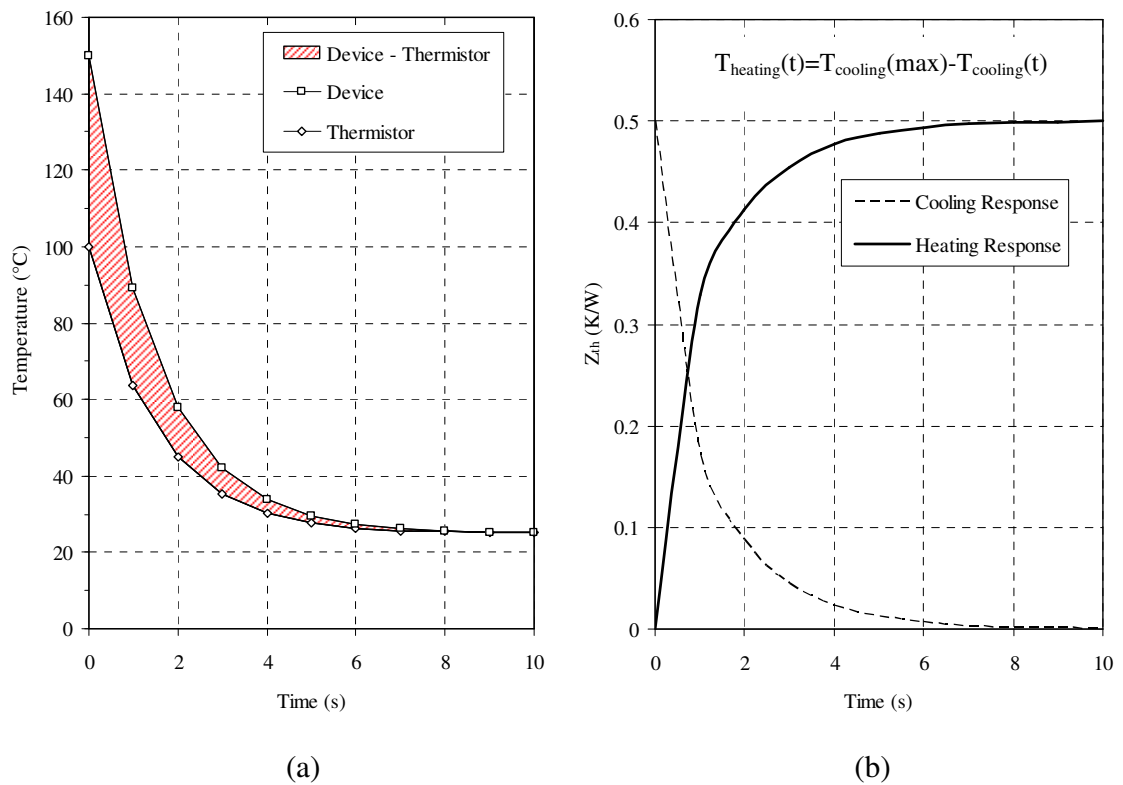 160
140
120
100
80
60
40
20
0
0 2 4 6 8 10
Temperature (°C)
Time (s)
Device - Thermistor
Device
Thermistor
(a)
0.6
0.5
0.4
0.3
0.2
0.1
0
0 2 4 6 8 10
Zth (K/W)
Time (s)
Theating(t)=Tcooling(max)-Tcooling(t)
Cooling Response
Heating Response
(b)